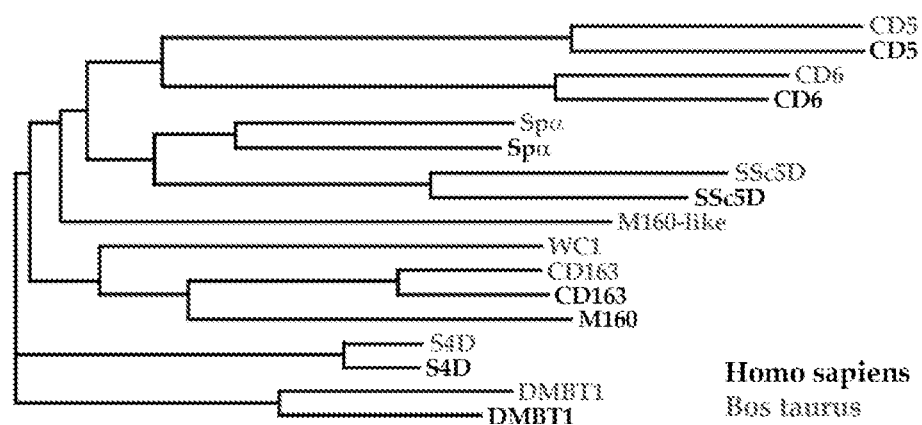 CD5
CD5
CD6
CD6
Spα
Spα
SSc5D
SSc5D
M160-like
WC1
CD163
CD163
M160
S4D
S4D
DMBT1
DMBT1
Homo sapiens
Bos taurus